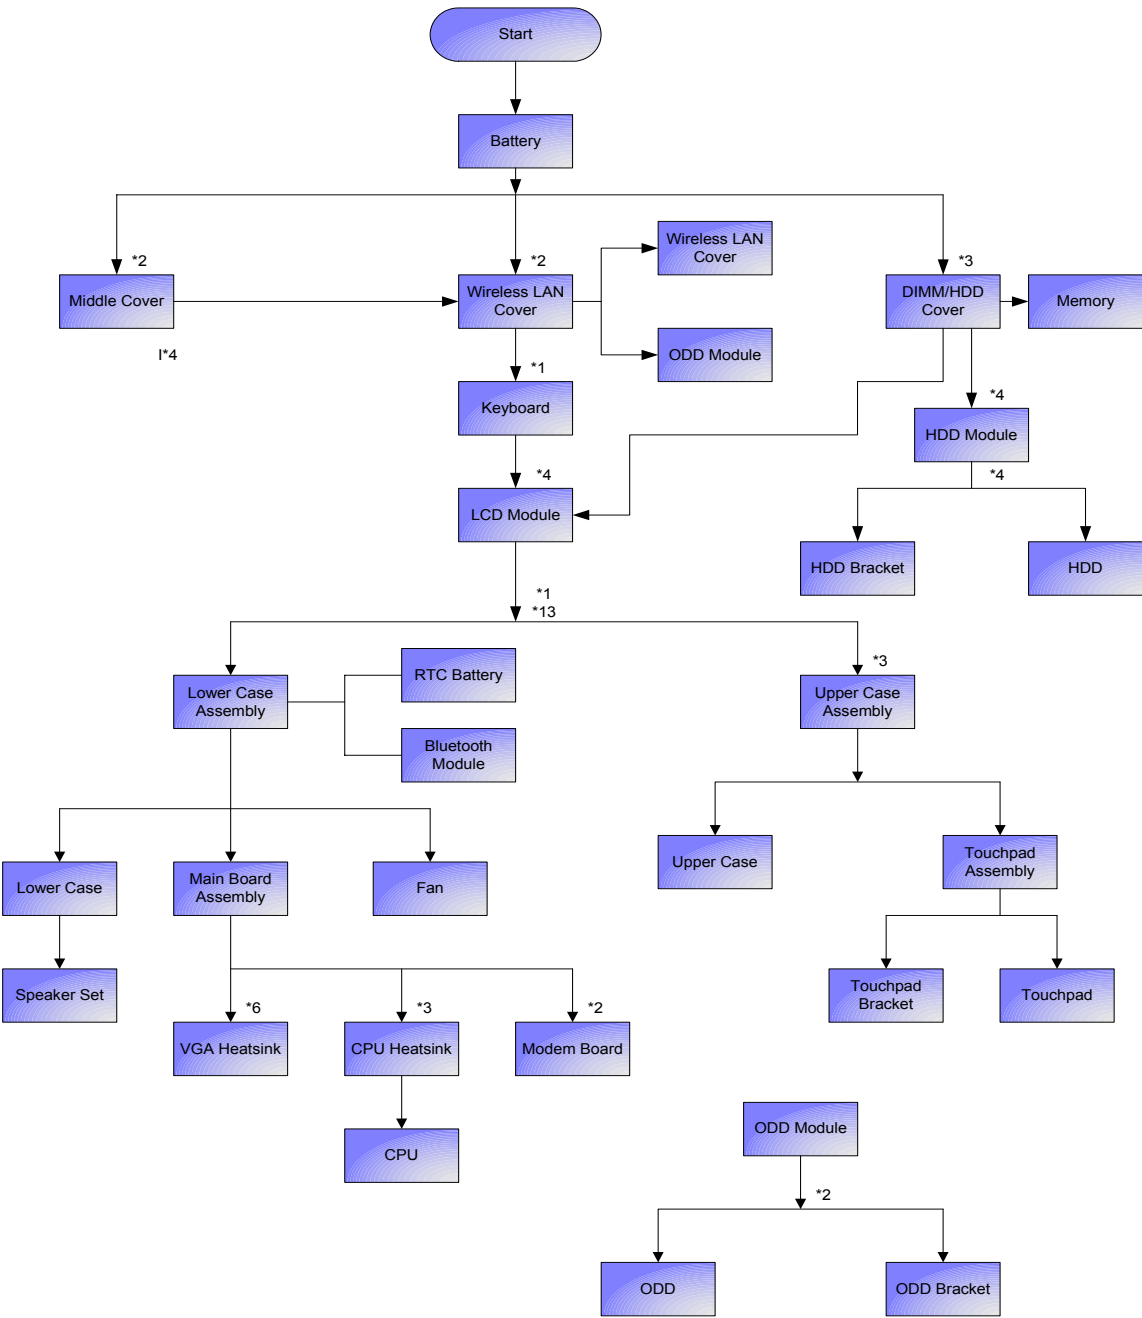 Start
Battery
*2
*2
*3
Wireless LAN
Cover
Middle Cover
Wireless LAN
Cover
DIMM/HDD
Cover
Memory
I*4
ODD Module
*1
Keyboard
*4
HDD Module
*4
*4
LCD Module
HDD Bracket
HDD
*1
*13
*3
RTC Battery
Lower Case
Assembly
Upper Case
Assembly
Bluetooth
Module
Lower Case
Main Board
Assembly
Fan
Upper Case
Touchpad
Assembly
Speaker Set
Touchpad
Bracket
Touchpad
*6
*3
*2
VGA Heatsink
CPU Heatsink
Modem Board
CPU
ODD Module
*2
ODD
ODD Bracket